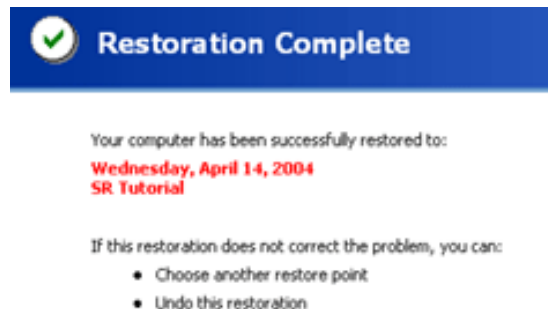 Restoration Complete
Your computer has been successfully restored to:
Wednesday, April 14, 2004
SR Tutorial
If this restoration does not correct the problem, you can:
• Choose another restore point
• Undo this restoration